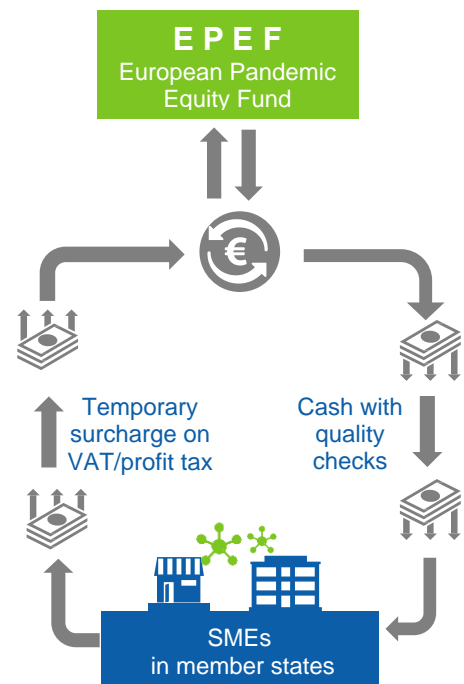 E P E F
European Pandemic
Equity Fund
€
Temporary
surcharge on
VAT/profit tax
Cash with
quality
checks
SMEs
in member states